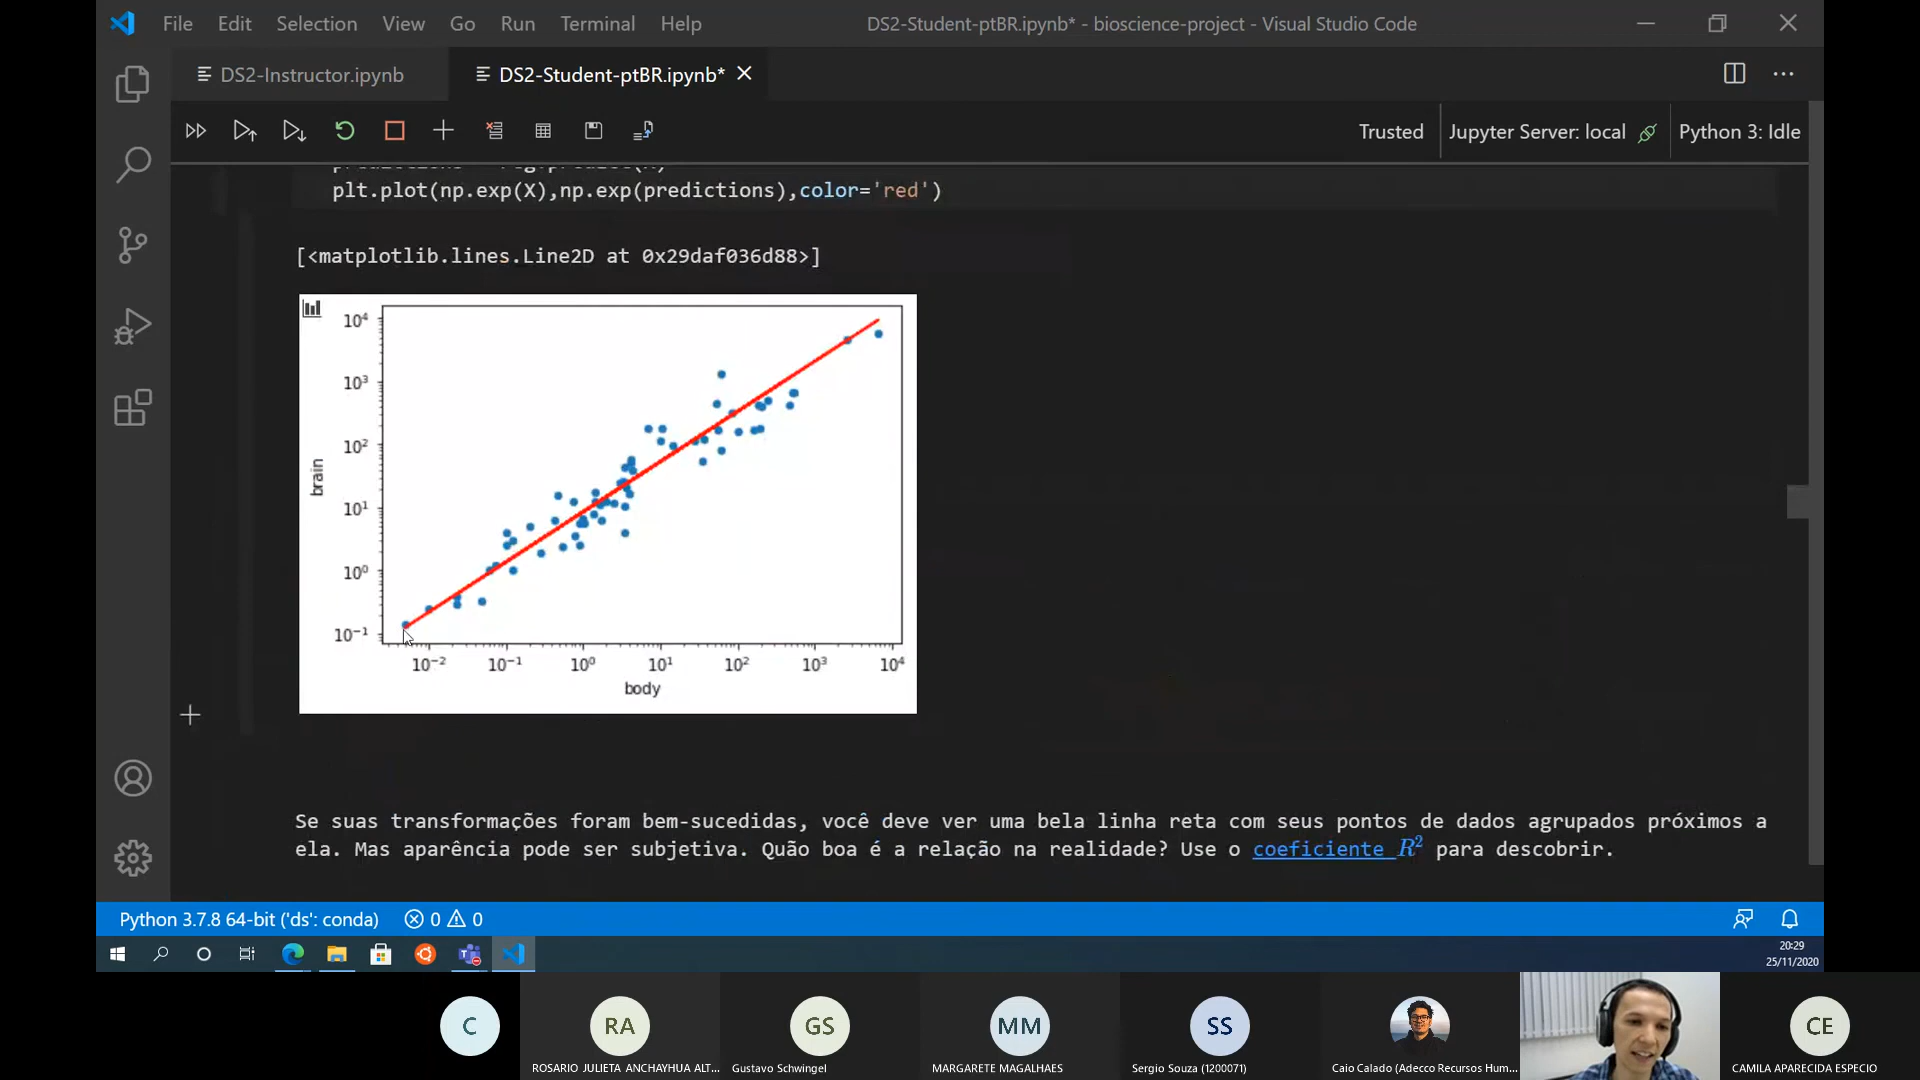 File Edit Selection View Go Run Terminal Help DS2-Student-ptBR.ipynb* - bioscience-project - Visual Studio Code
DS2-Instructor.ipynb DS2-Student-ptBR.ipynb*
Trusted Jupyter Server: local Python 3: Idle
plt.plot(np.exp(X),np.exp(predictions),color='red')
[<matplotlib.lines.Line2D at 0x29daf036d88>]
10⁴
10³
10²
10¹
10⁰
10⁻¹
brain
10⁻² 10⁻¹ 10⁰ 10¹ 10² 10³ 10⁴
body
Se suas transformações foram bem-sucedidas, você deve ver uma bela linha reta com seus pontos de dados agrupados próximos a
ela. Mas aparência pode ser subjetiva. Quão boa é a relação na realidade? Use o coeficiente R² para descobrir.
Python 3.7.8 64-bit ('ds': conda) 0 0
20:29
25/11/2020
C RA GS MM SS CE
ROSARIO JULIETA ANCHAYHUA ALT... Gustavo Schwingel MARGARETE MAGALHAES Sergio Souza (1200071) Caio Calado (Adecco Recursos Hum... CAMILA APARECIDA ESPECIO